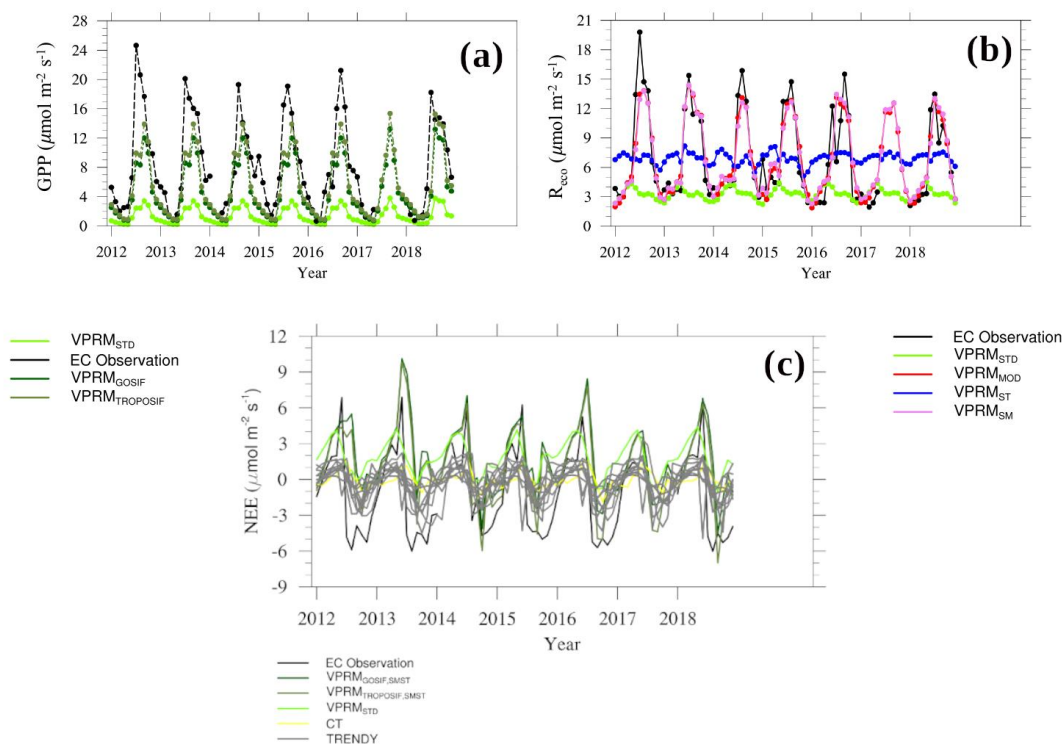 28
24
20
16
12
8
4
0
GPP (μmol m⁻² s⁻¹)
(a)
2012 2013 2014 2015 2016 2017 2018
Year
21
18
15
12
9
6
3
0
R_eco (μmol m⁻² s⁻¹)
(b)
2012 2013 2014 2015 2016 2017 2018
Year
VPRM_STD
EC Observation
VPRM_GOSIF
VPRM_TROPOSIF
12
9
6
3
0
-3
-6
-9
NEE (μmol m⁻² s⁻¹)
(c)
2012 2013 2014 2015 2016 2017 2018
Year
EC Observation
VPRM_STD
VPRM_MOD
VPRM_ST
VPRM_SM
EC Observation
VPRM_GOSIF,SMST
VPRM_TROPOSIF,SMST
VPRM_STD
CT
TRENDY